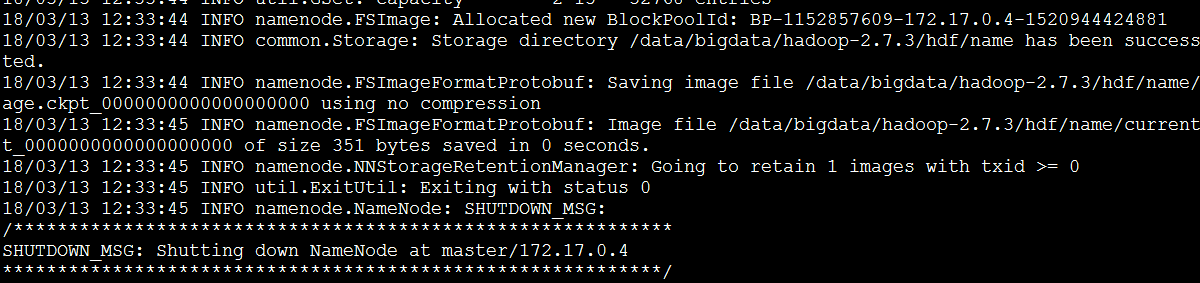 18/03/13 12:33:44 INFO util.GSet: capacity      = 2^15 = 32768 entries
18/03/13 12:33:44 INFO namenode.FSImage: Allocated new BlockPoolId: BP-1152857609-172.17.0.4-1520944424881
18/03/13 12:33:44 INFO common.Storage: Storage directory /data/bigdata/hadoop-2.7.3/hdf/name has been success
ted.
18/03/13 12:33:44 INFO namenode.FSImageFormatProtobuf: Saving image file /data/bigdata/hadoop-2.7.3/hdf/name/
age.ckpt_0000000000000000000 using no compression
18/03/13 12:33:45 INFO namenode.FSImageFormatProtobuf: Image file /data/bigdata/hadoop-2.7.3/hdf/name/current
t_0000000000000000000 of size 351 bytes saved in 0 seconds.
18/03/13 12:33:45 INFO namenode.NNStorageRetentionManager: Going to retain 1 images with txid >= 0
18/03/13 12:33:45 INFO util.ExitUtil: Exiting with status 0
18/03/13 12:33:45 INFO namenode.NameNode: SHUTDOWN_MSG:
/************************************************************
SHUTDOWN_MSG: Shutting down NameNode at master/172.17.0.4
************************************************************/